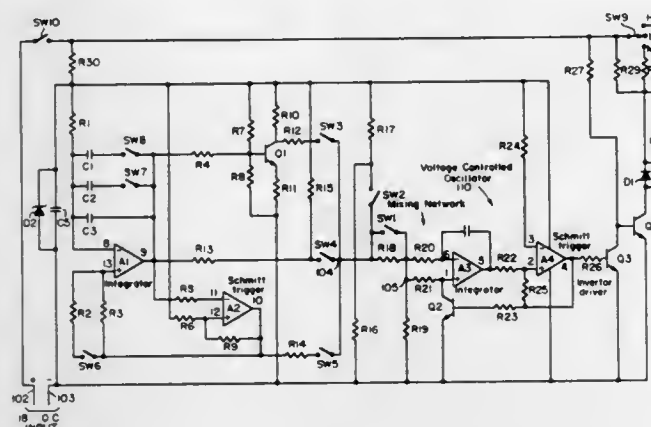 SW10
SW9
R30
R27
R29
R1
R7
R10
R12
SW3
R17
R24
SW8
C1
SW7
C2
C3
R4
R8
Q1
R11
R15
SW2
SW1
Voltage Controlled
Oscillator
110
Mixing Network
D1
D2
C5
8
9
13
A1
Integrator
R13
SW4
104
R18
R20
6
1
A3
5
Integrator
R22
Schmitt
trigger
3
2
A4
4
R26
Q3
Invertor
driver
105
R21
R25
Q2
R23
R2
R3
Schmitt
trigger
R5
11
R6
12
A2
10
R9
R16
R19
SW6
R14
SW5
102
103
18 D C
INPUT